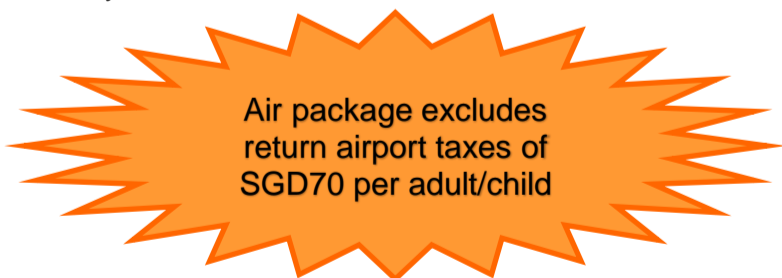 Air package excludes
return airport taxes of
SGD70 per adult/child